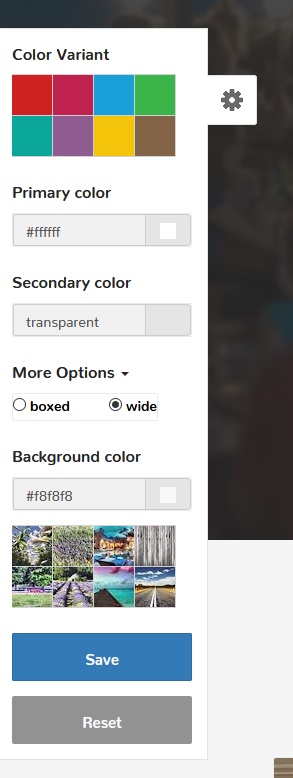 Color Variant
Primary color
#ffffff
Secondary color
transparent
More Options
boxed wide
Background color
#f8f8f8
Save
Reset